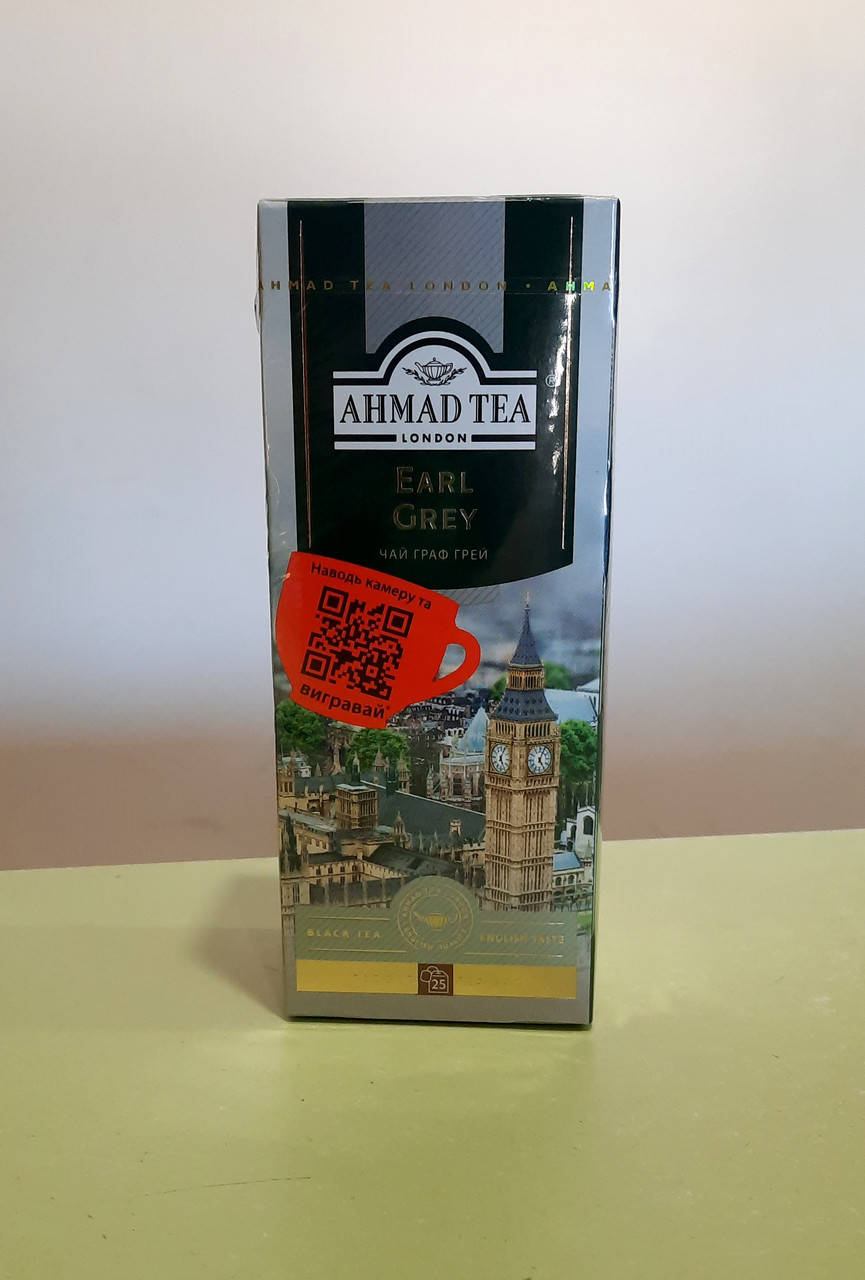 AHMAD TEA LONDON • AHMA
AHMAD TEA
LONDON
®
EARL
GREY
ЧАЙ ГРАФ ГРЕЙ
Наводь камеру та
вигравай*
BLACK TEA
ENGLISH TASTE
25